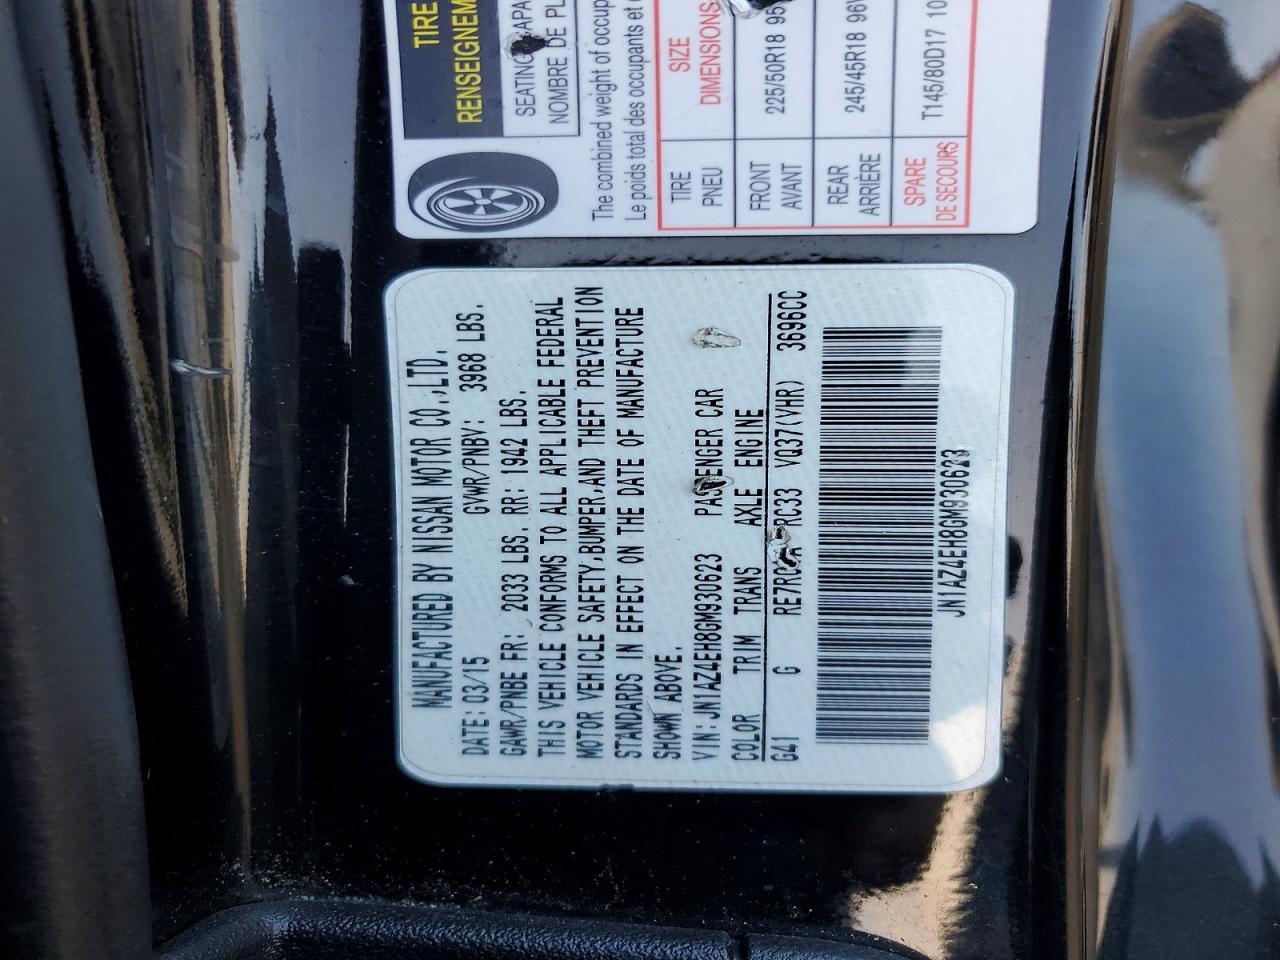 TIRE
RENSEIGNEM
SEATING CAPA
NOMBRE DE PL
The combined weight of occup
Le poids total des occupants et
TIRE SIZE
PNEU DIMENSIONS
FRONT
AVANT 225/50R18 95
REAR
ARRIÈRE 245/45R18 96V
SPARE
DE SECOURS T145/80D17 10
MANUFACTURED BY NISSAN MOTOR CO.,LTD.
DATE: 03/15 GVWR/PNBV: 3968 LBS.
GAWR/PNBE FR: 2033 LBS. RR: 1942 LBS.
THIS VEHICLE CONFORMS TO ALL APPLICABLE FEDERAL
MOTOR VEHICLE SAFETY,BUMPER,AND THEFT PREVENTION
STANDARDS IN EFFECT ON THE DATE OF MANUFACTURE
SHOWN ABOVE.
VIN: JN1AZ4EH8GM930623 PASSENGER CAR
COLOR TRIM TRANS AXLE ENGINE
G41 G RC33 VQ37(VHR) 3696CC
JN1AZ4EH8GM930623